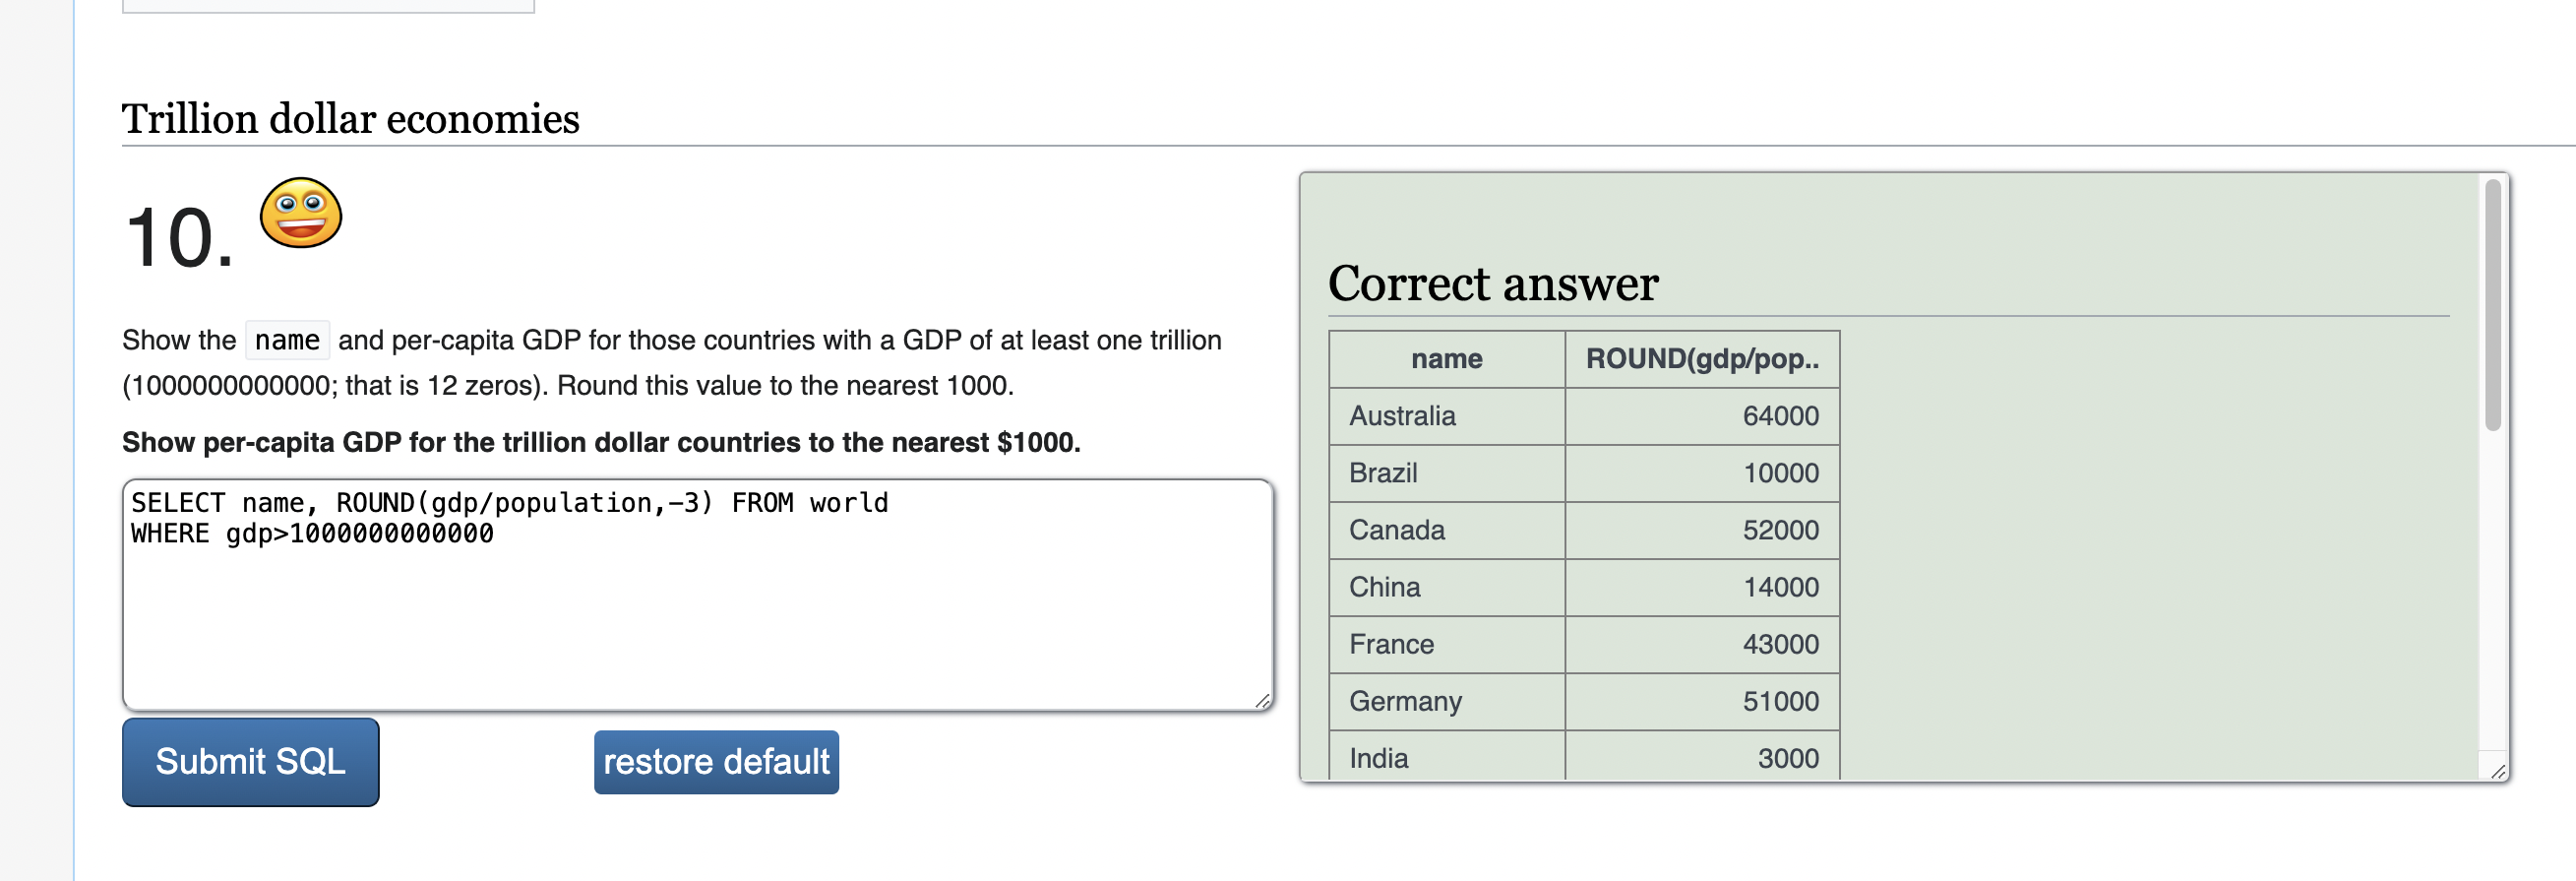 Trillion dollar economies
10.
Show the name and per-capita GDP for those countries with a GDP of at least one trillion
(1000000000000; that is 12 zeros). Round this value to the nearest 1000.
Show per-capita GDP for the trillion dollar countries to the nearest $1000.
SELECT name, ROUND(gdp/population,-3) FROM world
WHERE gdp>1000000000000
Submit SQL
restore default
Correct answer
name ROUND(gdp/pop..
Australia 64000
Brazil 10000
Canada 52000
China 14000
France 43000
Germany 51000
India 3000